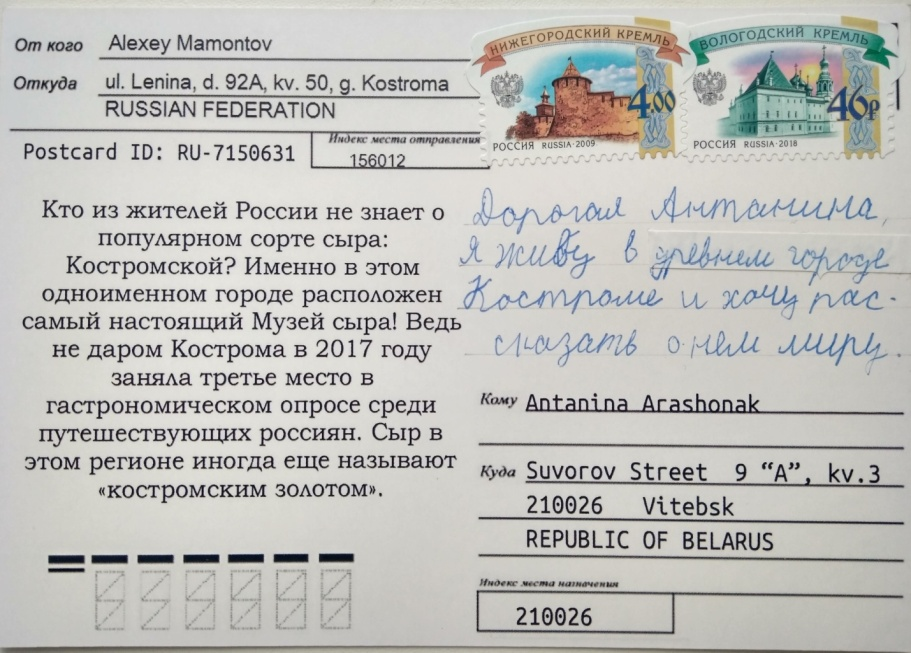 От кого Alexey Mamontov
Откуда ul. Lenina, d. 92A, kv. 50, g. Kostroma
RUSSIAN FEDERATION
Postcard ID: RU-7150631
Индекс места отправления
156012
НИЖЕГОРОДСКИЙ КРЕМЛЬ
4.00
РОССИЯ RUSSIA·2009
ВОЛОГОДСКИЙ КРЕМЛЬ
46р
РОССИЯ RUSSIA·2018
Кто из жителей России не знает о
популярном сорте сыра:
Костромской? Именно в этом
одноименном городе расположен
самый настоящий Музей сыра! Ведь
не даром Кострома в 2017 году
заняла третье место в
гастрономическом опросе среди
путешествующих россиян. Сыр в
этом регионе иногда еще называют
«костромским золотом».
Дорогая Антанина,
я живу в древнем городе
Костроме и хочу рас-
сказать о нем миру.
Кому Antanina Arashonak
Куда Suvorov Street 9 “A”, kv.3
210026 Vitebsk
REPUBLIC OF BELARUS
Индекс места назначения
210026